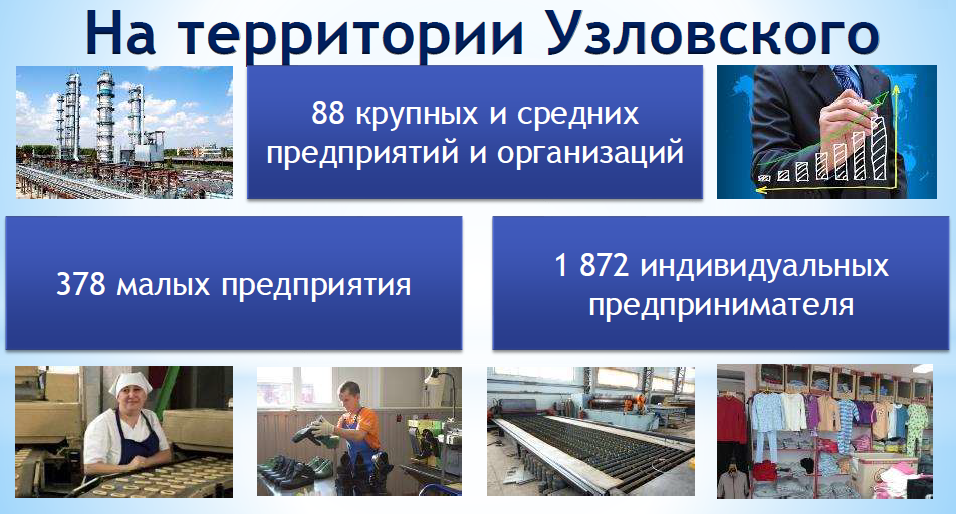 На территории Узловского
88 крупных и средних
предприятий и организаций
378 малых предприятия
1 872 индивидуальных
предпринимателя